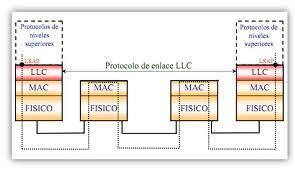 Protocolos de
niveles
superiores
Protocolos de
niveles
superiores
LSAP
LSAP
LLC
Protocolo de enlace LLC
LLC
MAC
MAC
MAC
MAC
FISICO
FISICO
FISICO
FISICO